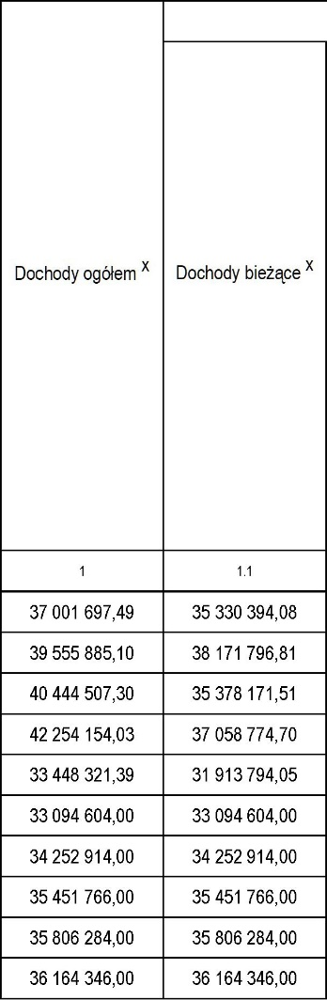 Dochody ogółem x Dochody bieżące x
1 1.1
37 001 697,49 35 330 394,08
39 555 885,10 38 171 796,81
40 444 507,30 35 378 171,51
42 254 154,03 37 058 774,70
33 448 321,39 31 913 794,05
33 094 604,00 33 094 604,00
34 252 914,00 34 252 914,00
35 451 766,00 35 451 766,00
35 806 284,00 35 806 284,00
36 164 346,00 36 164 346,00